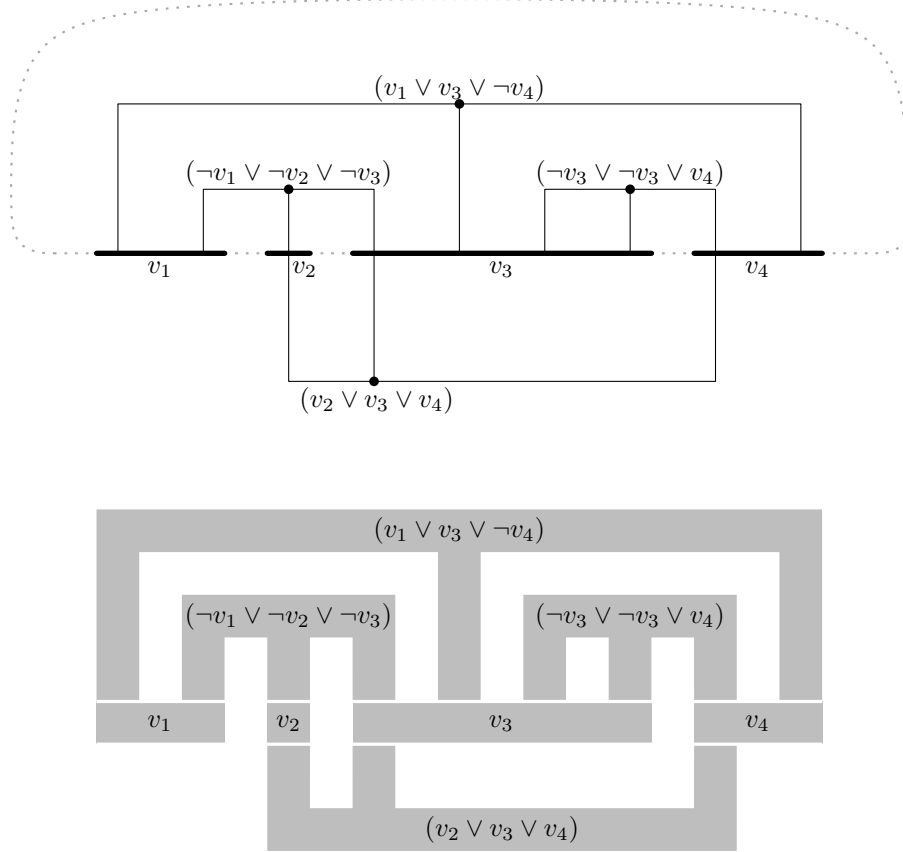 (v₁ ∨ v₃ ∨ ¬v₄)
(¬v₁ ∨ ¬v₂ ∨ ¬v₃) (¬v₃ ∨ ¬v₃ ∨ v₄)
v₁ v₂ v₃ v₄
(v₂ ∨ v₃ ∨ v₄)
(v₁ ∨ v₃ ∨ ¬v₄)
(¬v₁ ∨ ¬v₂ ∨ ¬v₃) (¬v₃ ∨ ¬v₃ ∨ v₄)
v₁ v₂ v₃ v₄
(v₂ ∨ v₃ ∨ v₄)